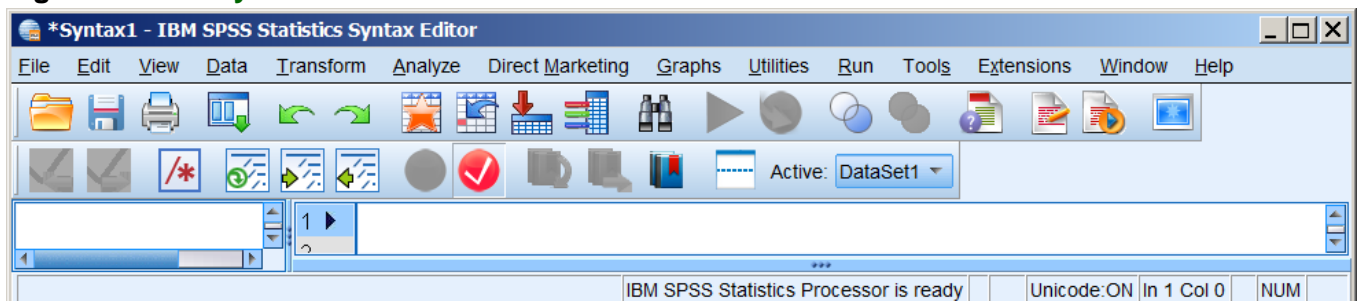 *Syntax1 - IBM SPSS Statistics Syntax Editor
File Edit View Data Transform Analyze Direct Marketing Graphs Utilities Run Tools Extensions Window Help
/*
Active: DataSet1
1
IBM SPSS Statistics Processor is ready Unicode:ON In 1 Col 0 NUM